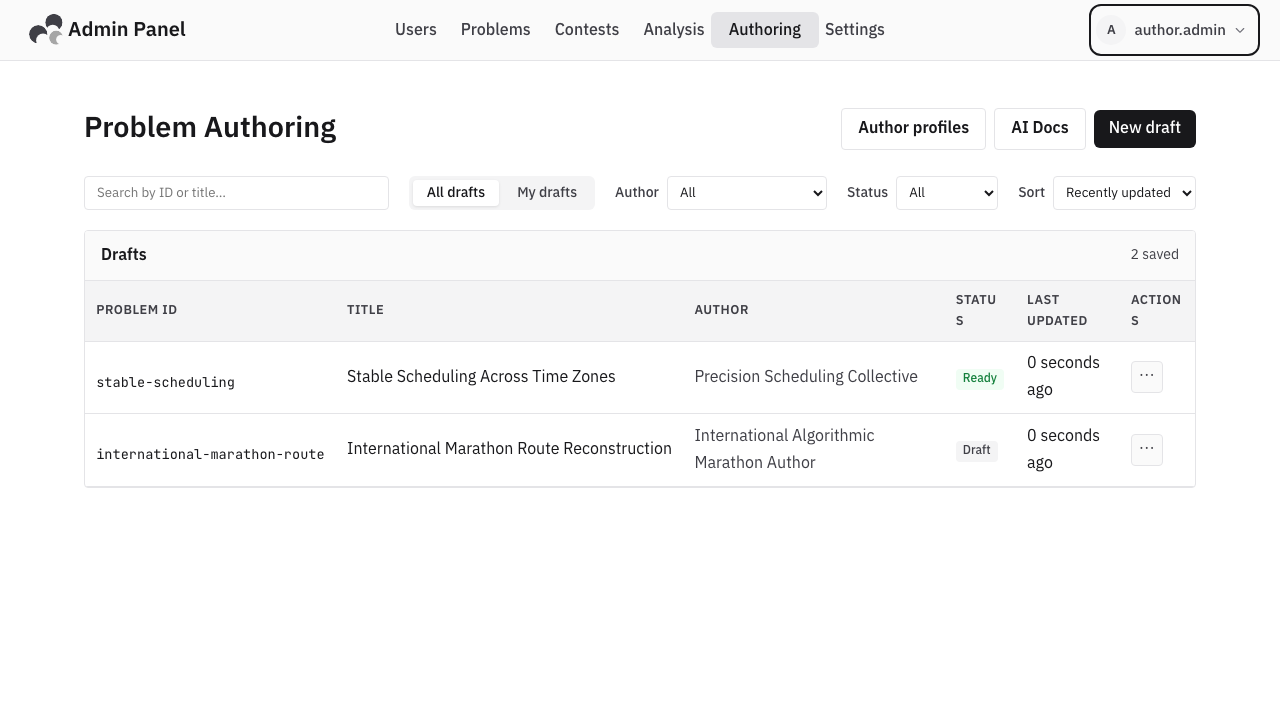 Admin Panel
Users Problems Contests Analysis Authoring Settings
A author.admin
Problem Authoring
Author profiles AI Docs New draft
Search by ID or title...
All drafts My drafts Author All Status All Sort Recently updated
Drafts 2 saved
PROBLEM ID TITLE AUTHOR STATU
S LAST
UPDATED ACTION
S
stable-scheduling Stable Scheduling Across Time Zones Precision Scheduling Collective Ready 0 seconds
ago ...
international-marathon-route International Marathon Route Reconstruction International Algorithmic
Marathon Author Draft 0 seconds
ago ...